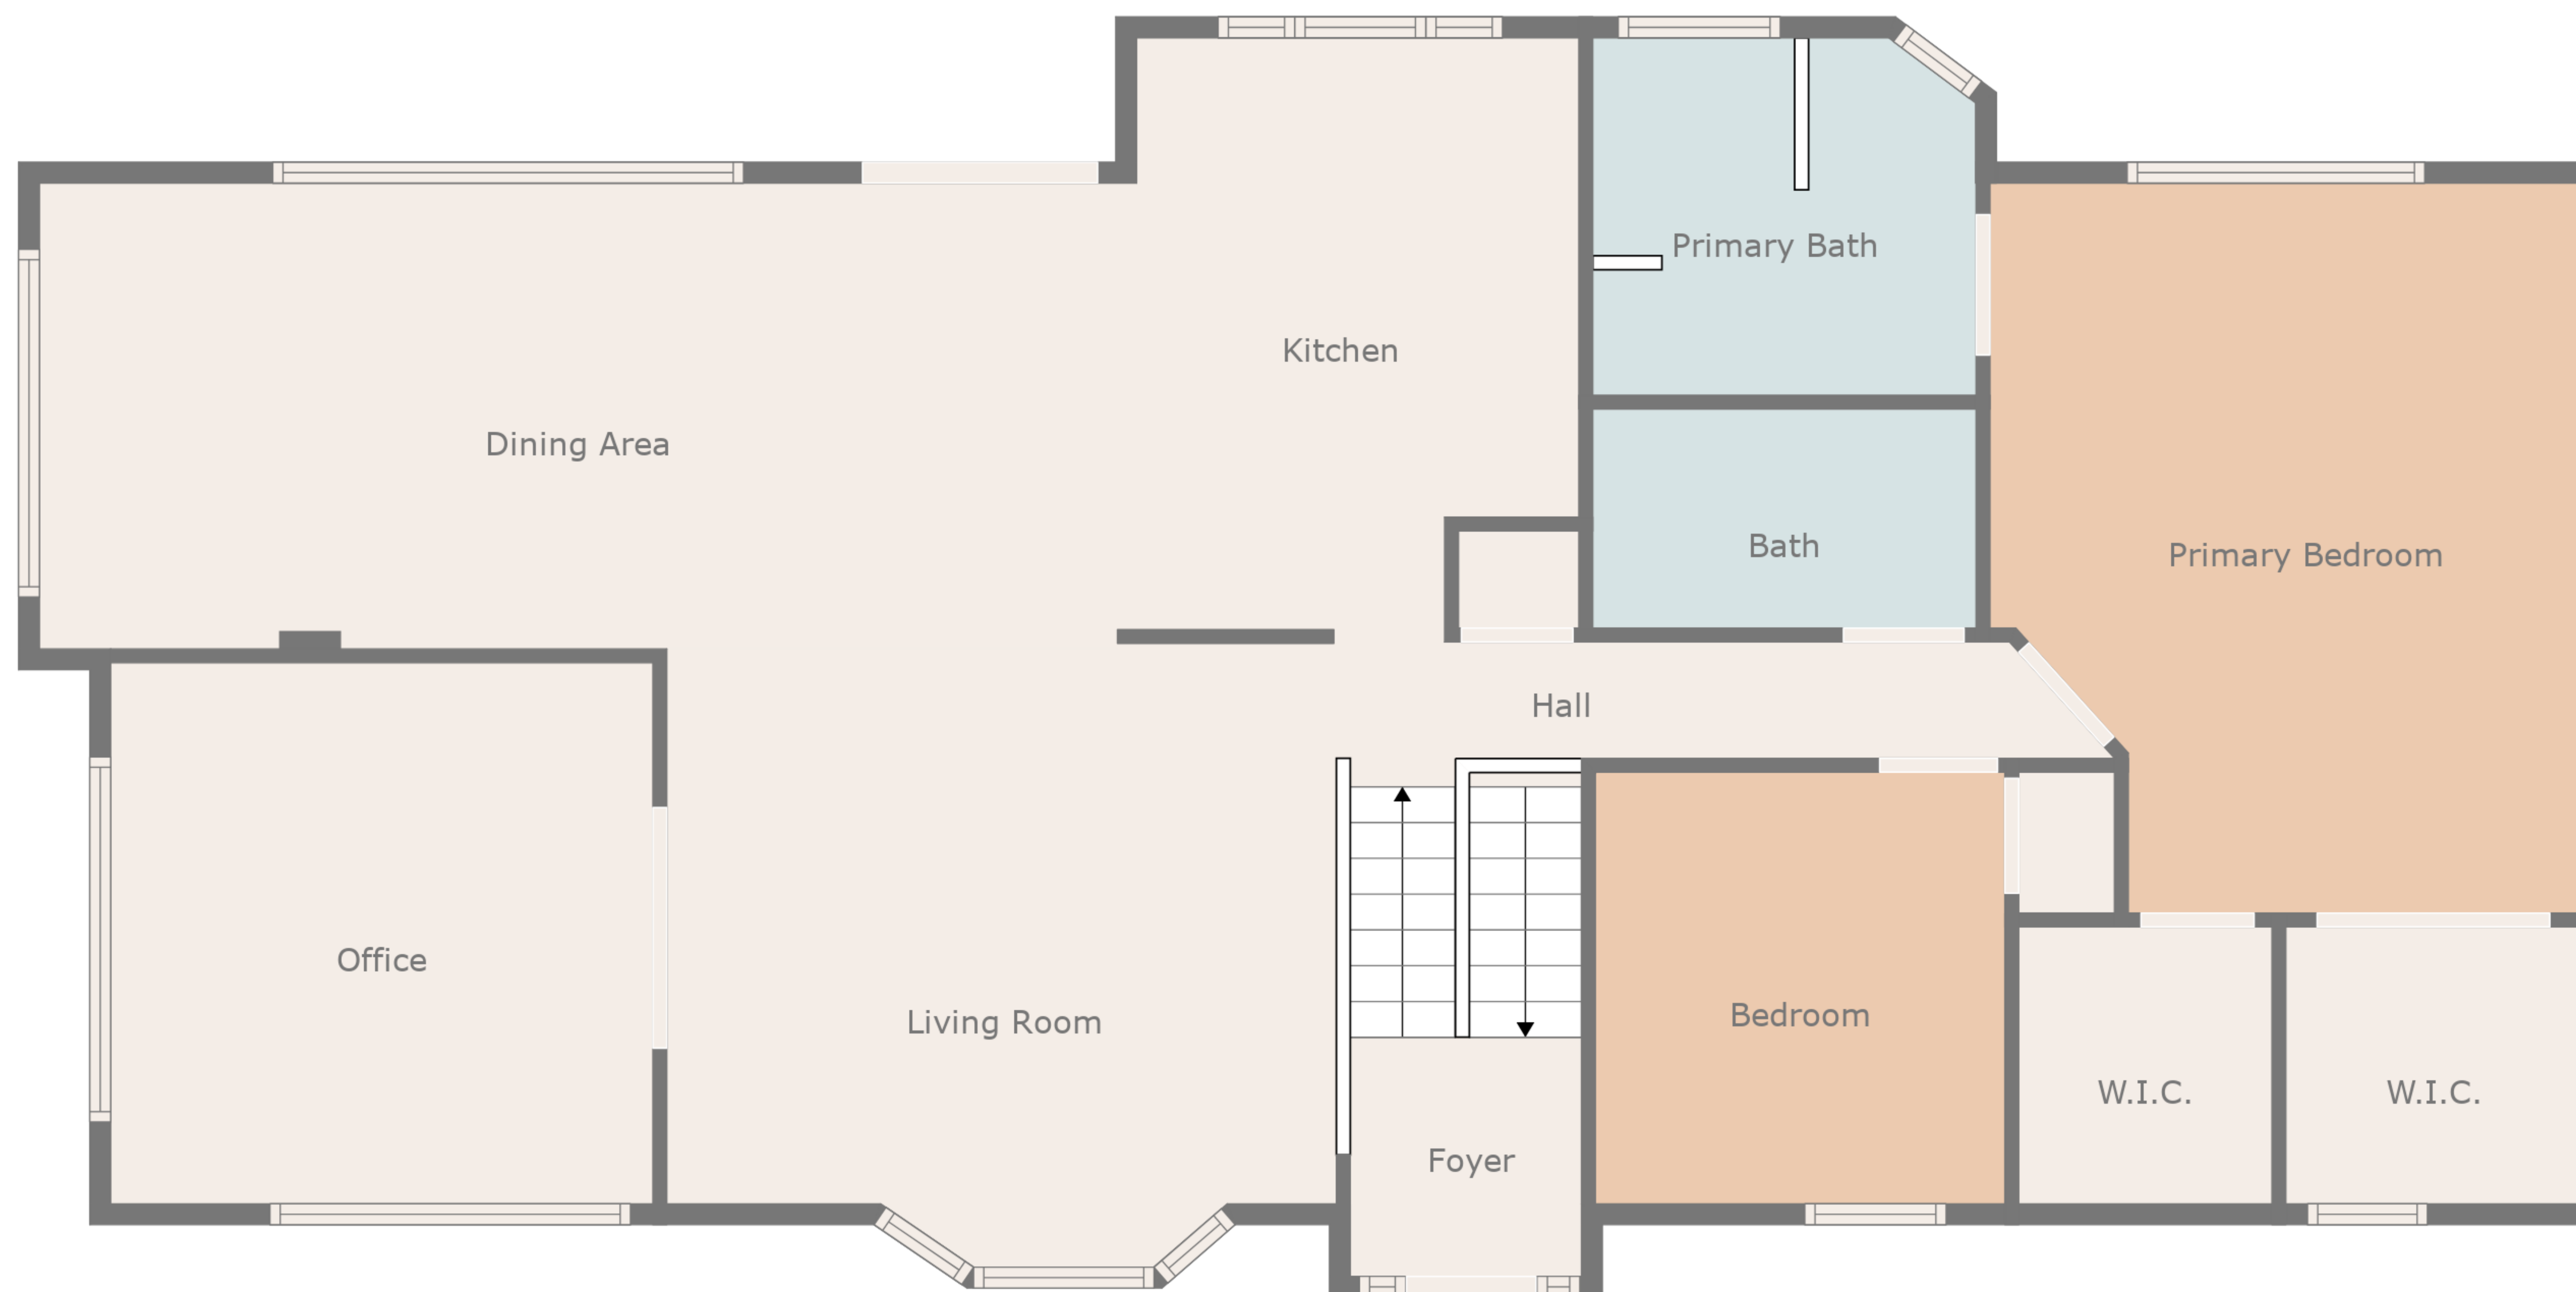 Primary Bath
Kitchen
Dining Area
Bath
Primary Bedroom
Hall
Office
Living Room
Bedroom
W.I.C.
W.I.C.
Foyer